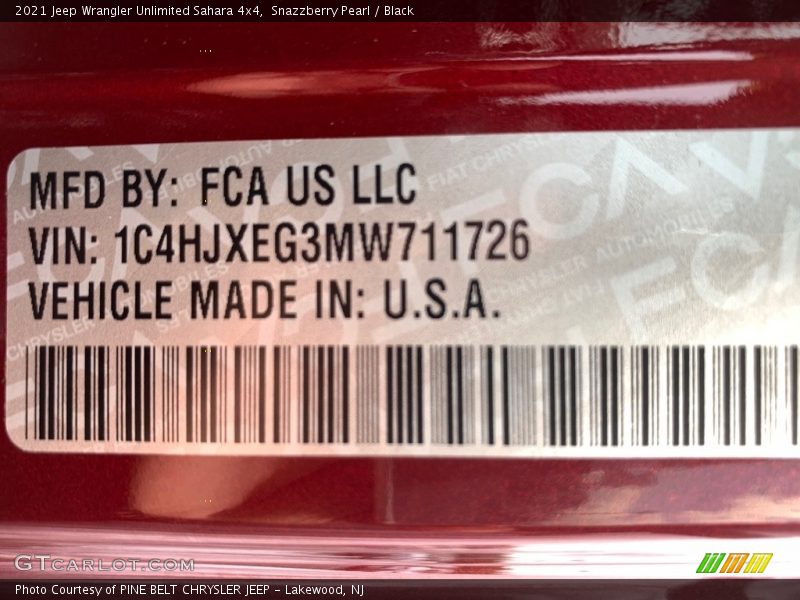 2021 Jeep Wrangler Unlimited Sahara 4x4, Snazzberry Pearl / Black
MFD BY: FCA US LLC
VIN: 1C4HJXEG3MW711726
VEHICLE MADE IN: U.S.A.
GTCARLOT.COM
Photo Courtesy of PINE BELT CHRYSLER JEEP - Lakewood, NJ